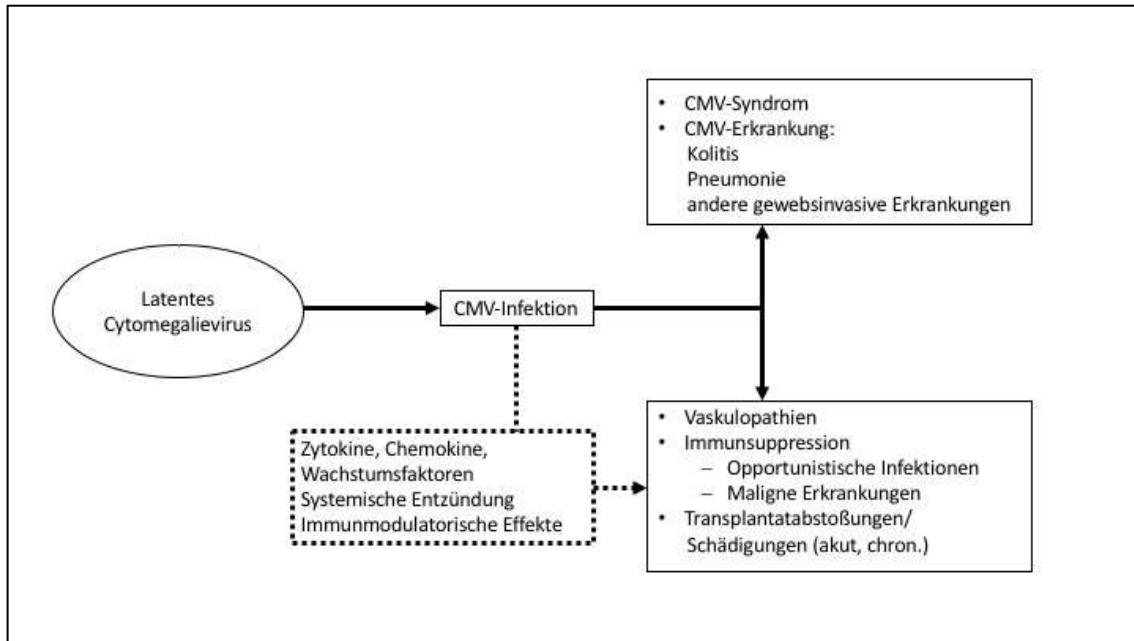 • CMV-Syndrom
• CMV-Erkrankung:
Kolitis
Pneumonie
andere gewebsinvasive Erkrankungen
Latentes
Cytomegalievirus
CMV-Infektion
Zytokine, Chemokine,
Wachstumsfaktoren
Systemische Entzündung
Immunmodulatorische Effekte
• Vaskulopathien
• Immunsuppression
– Opportunistische Infektionen
– Maligne Erkrankungen
• Transplantatabstoßungen/
Schädigungen (akut, chron.)